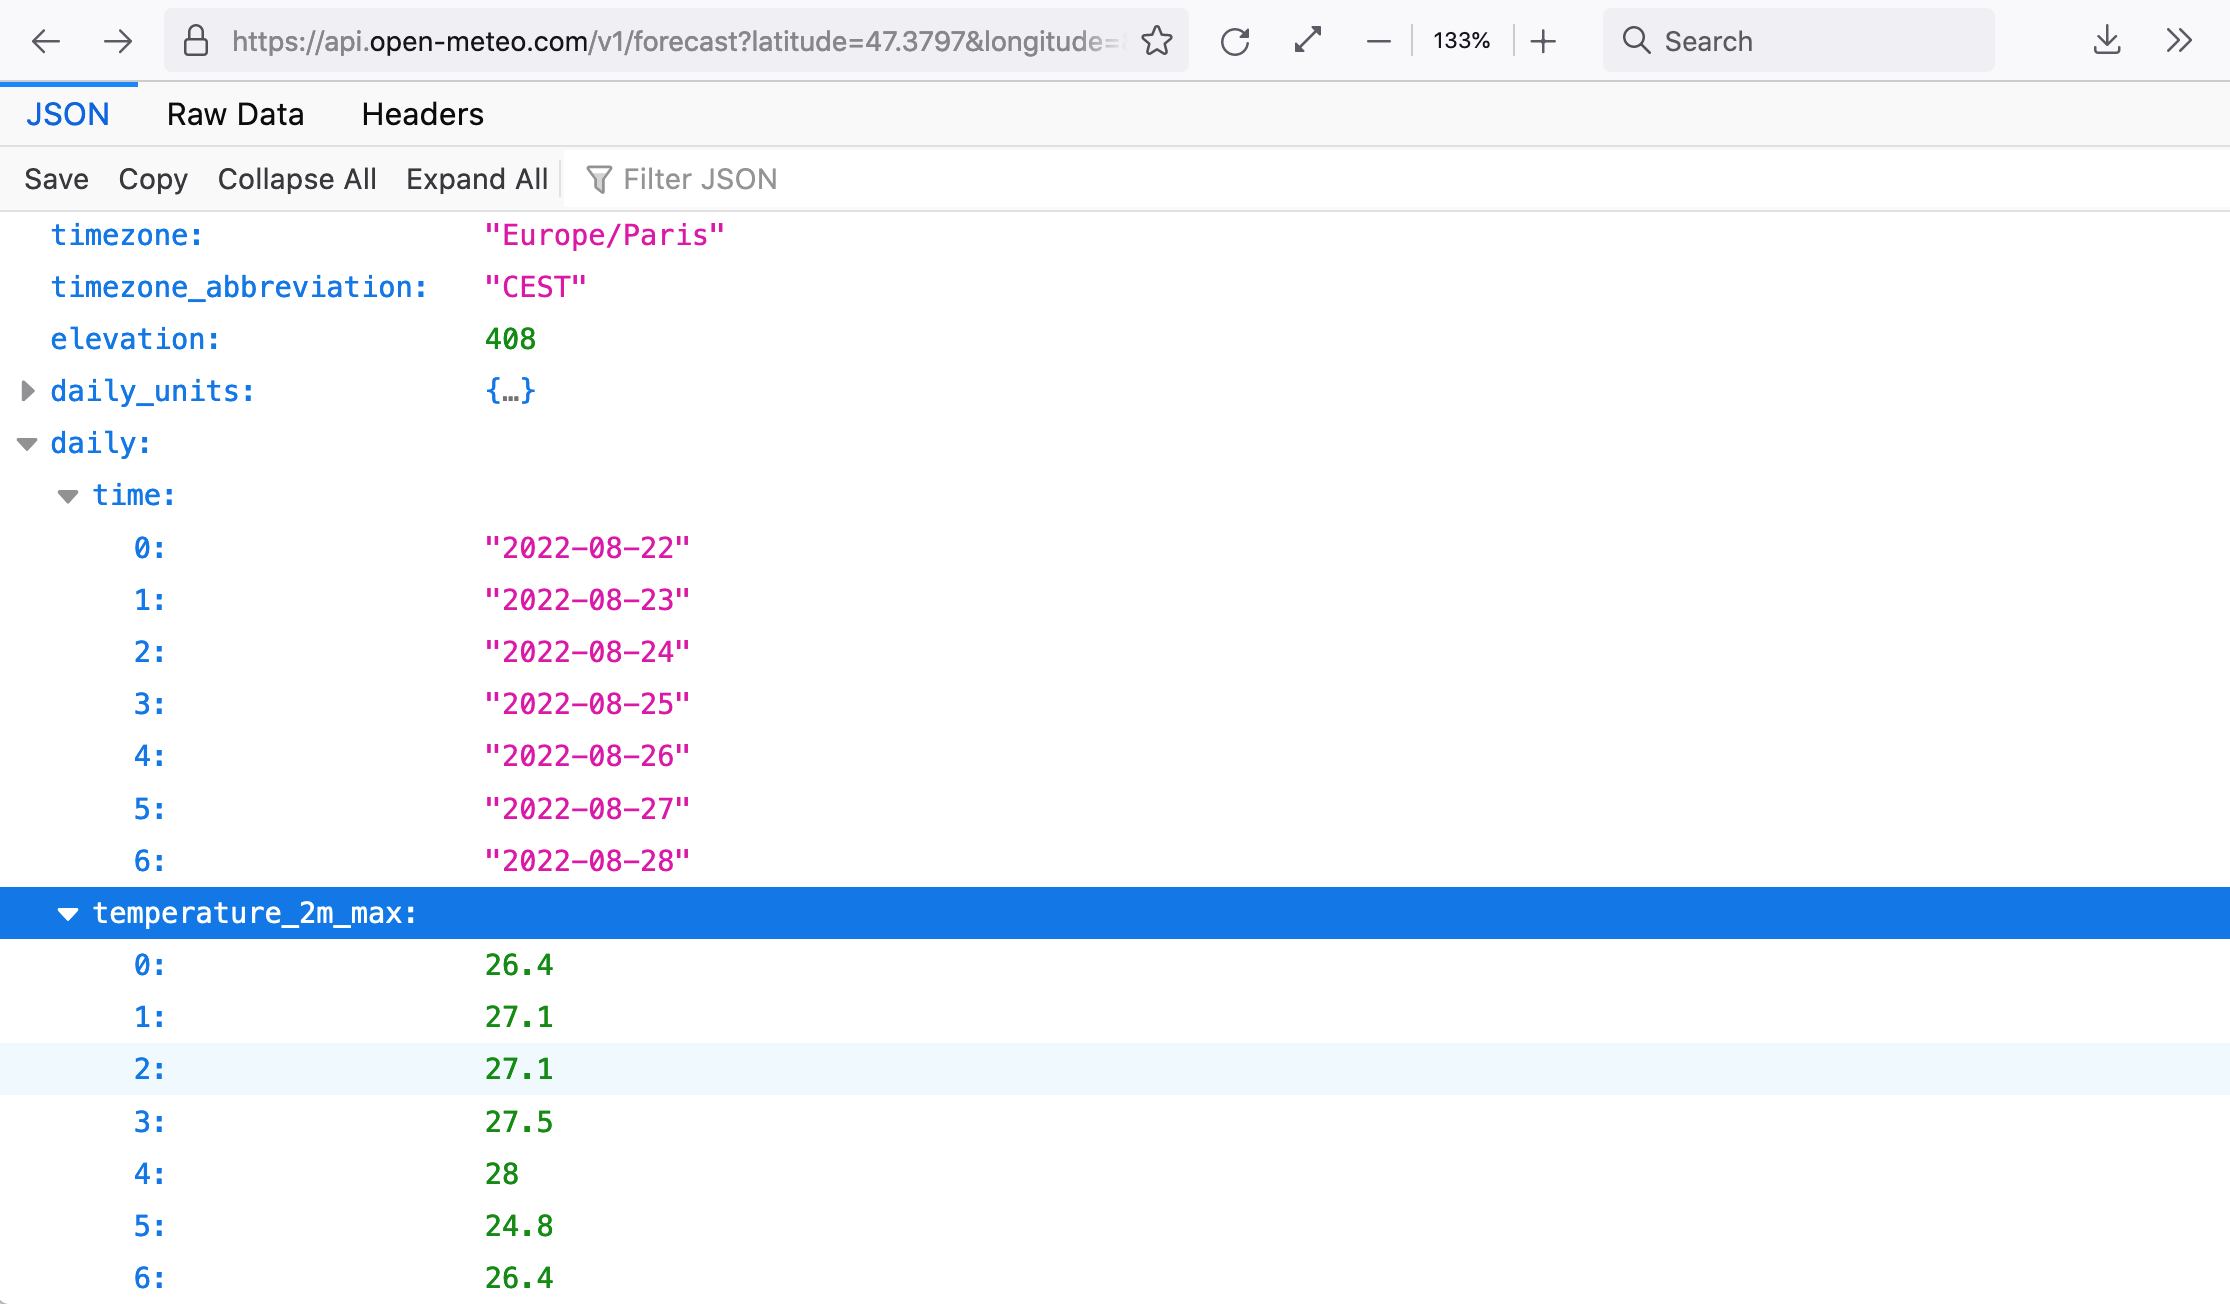 https://api.open-meteo.com/v1/forecast?latitude=47.3797&longitude= 133% Search
JSON Raw Data Headers
Save Copy Collapse All Expand All Filter JSON
timezone: "Europe/Paris"
timezone_abbreviation: "CEST"
elevation: 408
daily_units: {…}
daily:
time:
0: "2022-08-22"
1: "2022-08-23"
2: "2022-08-24"
3: "2022-08-25"
4: "2022-08-26"
5: "2022-08-27"
6: "2022-08-28"
temperature_2m_max:
0: 26.4
1: 27.1
2: 27.1
3: 27.5
4: 28
5: 24.8
6: 26.4